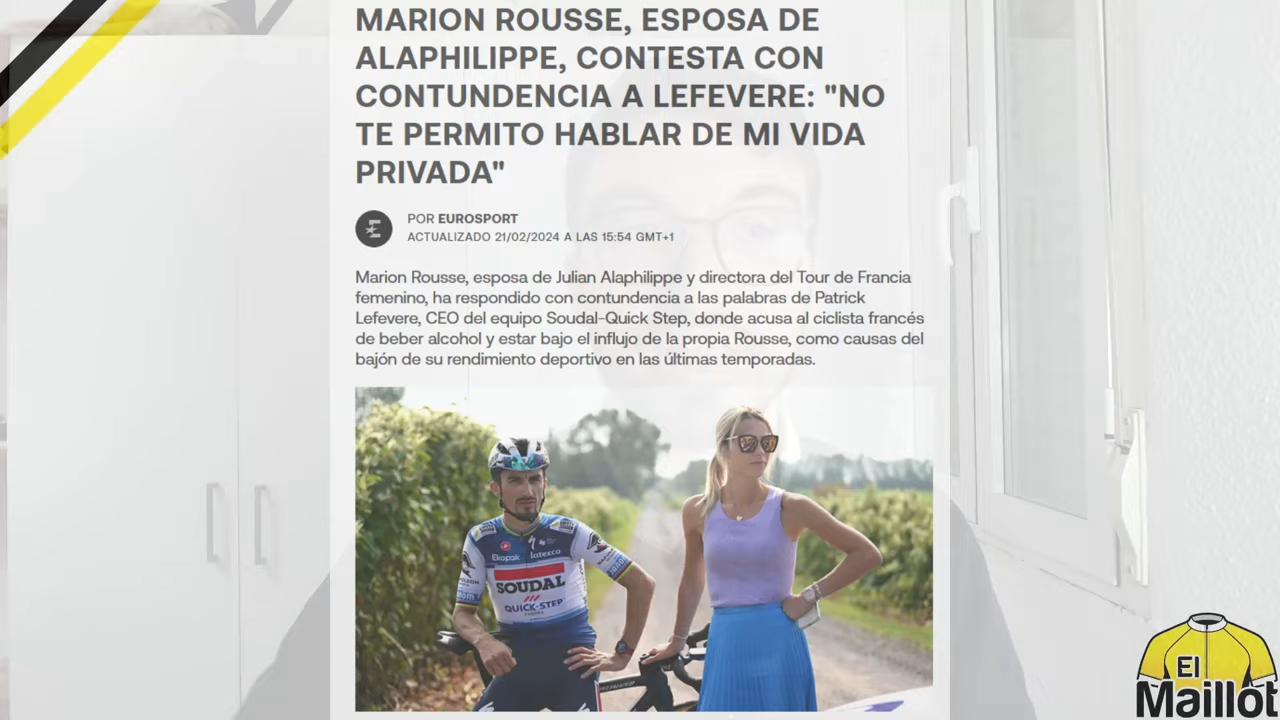 MARION ROUSSE, ESPOSA DE
ALAPHILIPPE, CONTESTA CON
CONTUNDENCIA A LEFEVERE: "NO
TE PERMITO HABLAR DE MI VIDA
PRIVADA"
POR EUROSPORT
ACTUALIZADO 21/02/2024 A LAS 15:54 GMT+1
Marion Rousse, esposa de Julian Alaphilippe y directora del Tour de Francia
femenino, ha respondido con contundencia a las palabras de Patrick
Lefevere, CEO del equipo Soudal-Quick Step, donde acusa al ciclista francés
de beber alcohol y estar bajo el influjo de la propia Rousse, como causas del
bajón de su rendimiento deportivo en las últimas temporadas.
Ekopak latexco
SOUDAL
QUICK-STEP
El
Maillot